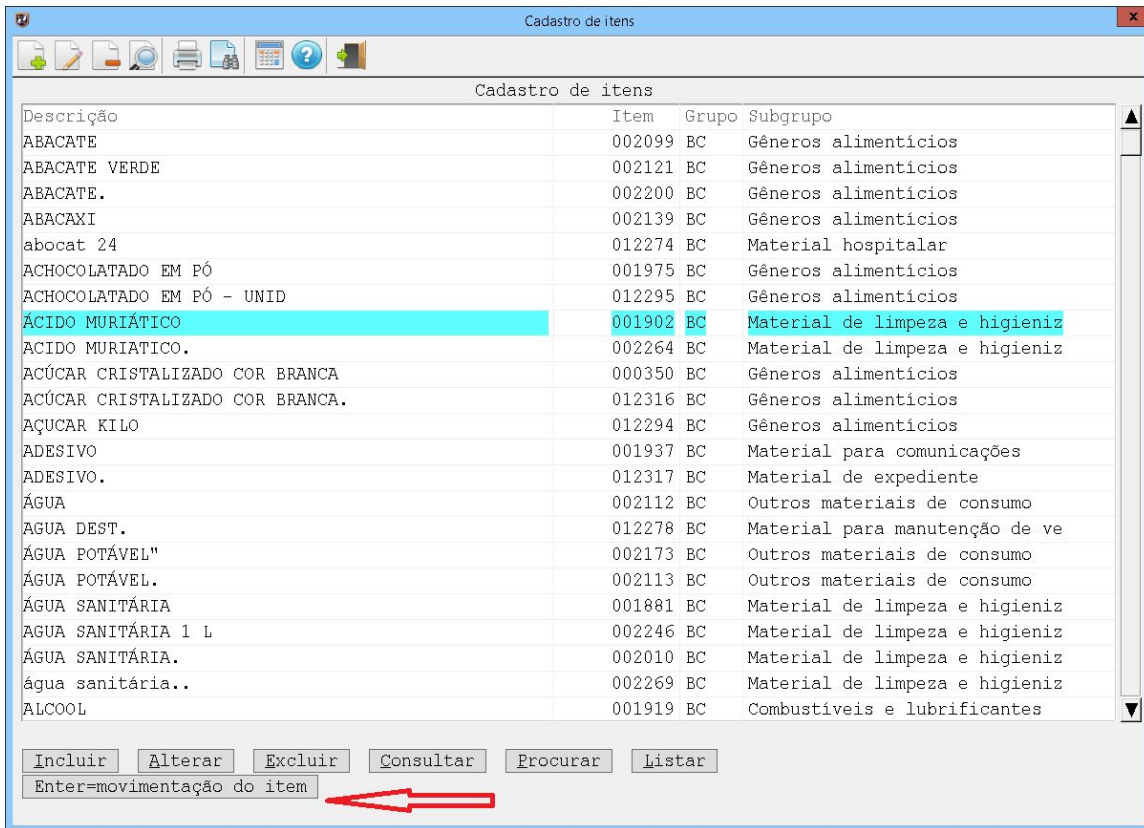 Cadastro de itens
Cadastro de itens
Descrição Item Grupo Subgrupo
ABACATE 002099 BC Gêneros alimentícios
ABACATE VERDE 002121 BC Gêneros alimentícios
ABACATE. 002200 BC Gêneros alimentícios
ABACAXI 002139 BC Gêneros alimentícios
abocat 24 012274 BC Material hospitalar
ACHOCOLATADO EM PÓ 001975 BC Gêneros alimentícios
ACHOCOLATADO EM PÓ - UNID 012295 BC Gêneros alimentícios
ÁCIDO MURIÁTICO 001902 BC Material de limpeza e higieniz
ACIDO MURIATICO. 002264 BC Material de limpeza e higieniz
ACÚCAR CRISTALIZADO COR BRANCA 000350 BC Gêneros alimentícios
ACÚCAR CRISTALIZADO COR BRANCA. 012316 BC Gêneros alimentícios
AÇUCAR KILO 012294 BC Gêneros alimentícios
ADESIVO 001937 BC Material para comunicações
ADESIVO. 012317 BC Material de expediente
ÁGUA 002112 BC Outros materiais de consumo
AGUA DEST. 012278 BC Material para manutenção de ve
ÁGUA POTÁVEL" 002173 BC Outros materiais de consumo
ÁGUA POTÁVEL. 002113 BC Outros materiais de consumo
ÁGUA SANITÁRIA 001881 BC Material de limpeza e higieniz
AGUA SANITÁRIA 1 L 002246 BC Material de limpeza e higieniz
ÁGUA SANITÁRIA. 002010 BC Material de limpeza e higieniz
água sanitária.. 002269 BC Material de limpeza e higieniz
ALCOOL 001919 BC Combustíveis e lubrificantes
Incluir Alterar Excluir Consultar Procurar Listar
Enter=movimentação do item